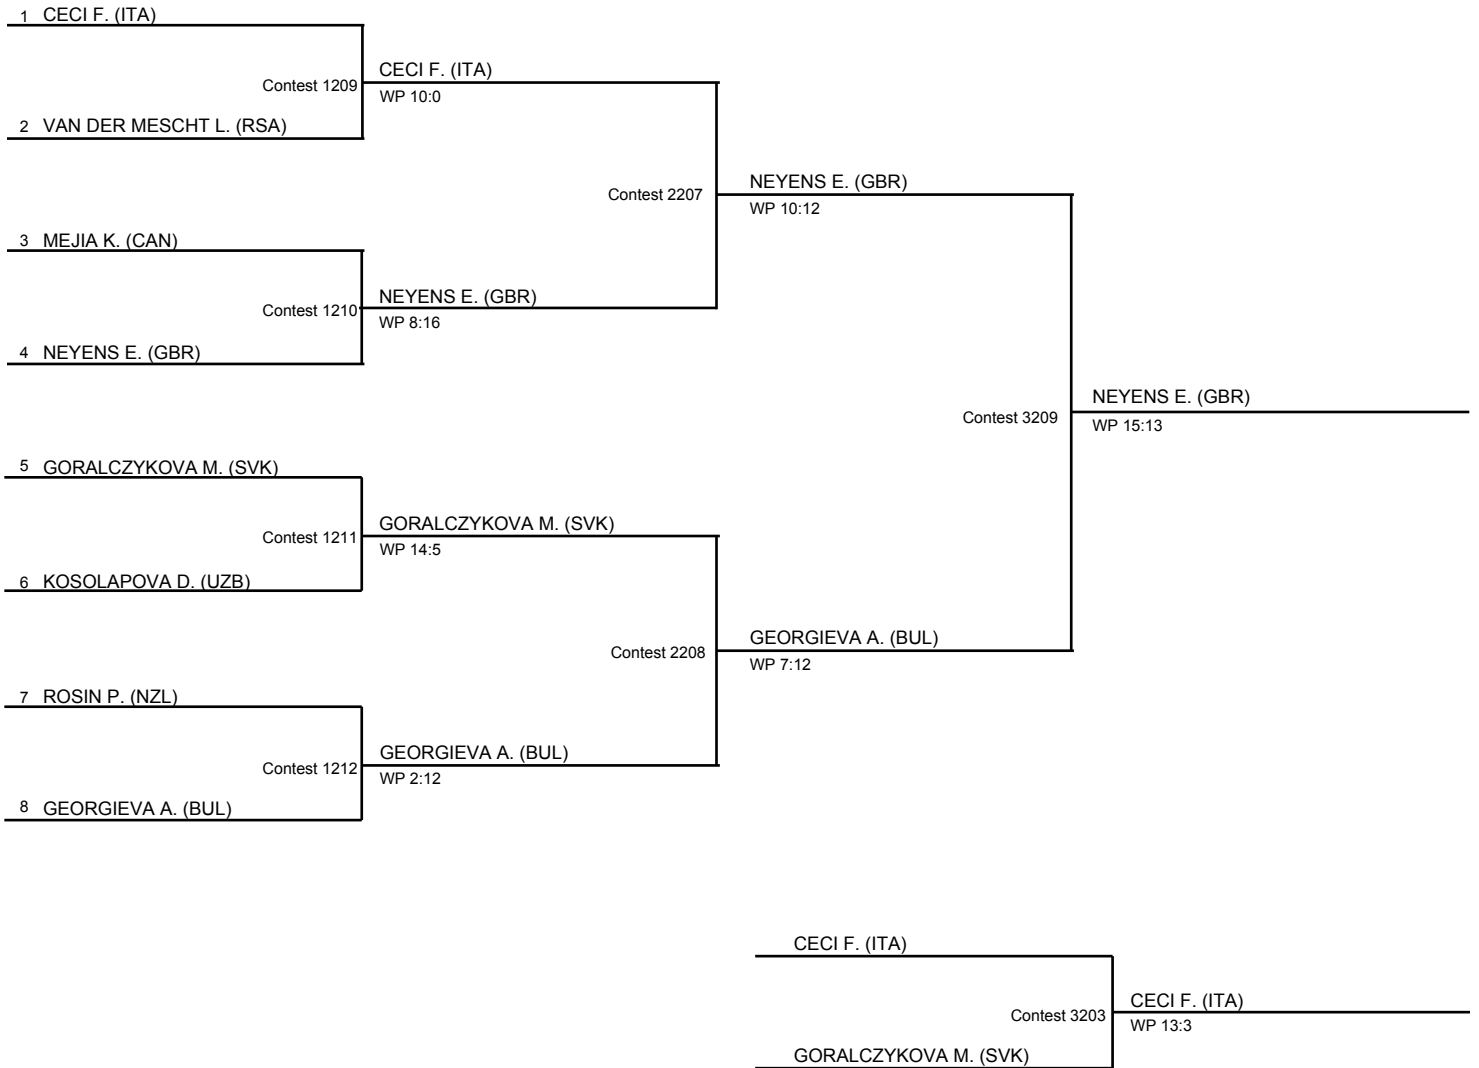 1 CECI F. (ITA)
CECI F. (ITA)
Contest 1209
WP 10:0
2 VAN DER MESCHT L. (RSA)
NEYENS E. (GBR)
Contest 2207
WP 10:12
3 MEJIA K. (CAN)
NEYENS E. (GBR)
Contest 1210
WP 8:16
4 NEYENS E. (GBR)
NEYENS E. (GBR)
Contest 3209
WP 15:13
5 GORALCZYKOVA M. (SVK)
GORALCZYKOVA M. (SVK)
Contest 1211
WP 14:5
6 KOSOLAPOVA D. (UZB)
GEORGIEVA A. (BUL)
Contest 2208
WP 7:12
7 ROSIN P. (NZL)
GEORGIEVA A. (BUL)
Contest 1212
WP 2:12
8 GEORGIEVA A. (BUL)
CECI F. (ITA)
CECI F. (ITA)
Contest 3203
WP 13:3
GORALCZYKOVA M. (SVK)